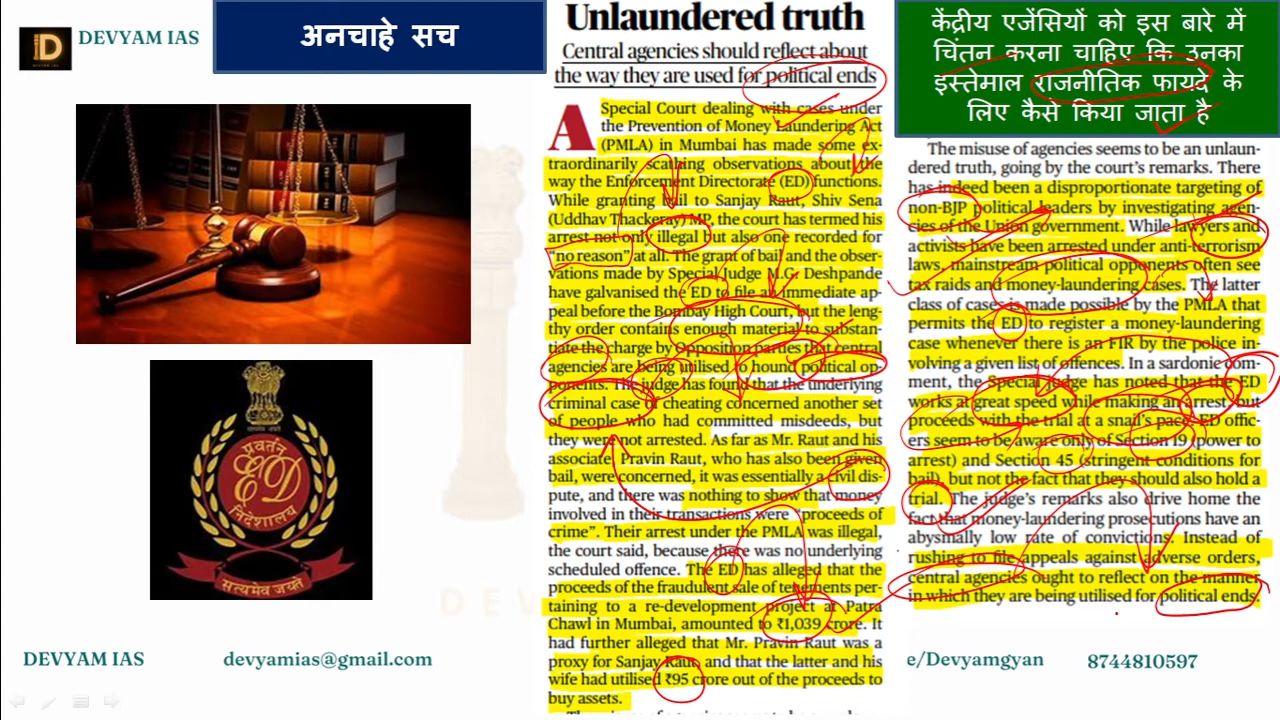 DEVYAM IAS
अनचाहे सच
प्रवर्तन
ED
निदेशालय
सत्यमेव जयते
DEVYAM IAS
devyamias@gmail.com
Unlaundered truth
Central agencies should reflect about
the way they are used for political ends
A Special Court dealing with cases under
the Prevention of Money Laundering Act
(PMLA) in Mumbai has made some ex-
traordinarily scathing observations about the
way the Enforcement Directorate (ED) functions.
While granting bail to Sanjay Raut, Shiv Sena
(Uddhav Thackeray) MP, the court has termed his
arrest not only illegal but also one recorded for
“no reason” at all. The grant of bail and the obser-
vations made by Special Judge M.G. Deshpande
have galvanised the ED to file an immediate ap-
peal before the Bombay High Court, but the leng-
thy order contains enough material to substan-
tiate the charge by Opposition parties that central
agencies are being utilised to hound political op-
ponents. The judge has found that the underlying
criminal case of cheating concerned another set
of people who had committed misdeeds, but
they were not arrested. As far as Mr. Raut and his
associate, Pravin Raut, who has also been given
bail, were concerned, it was essentially a civil dis-
pute, and there was nothing to show that money
involved in their transactions were “proceeds of
crime”. Their arrest under the PMLA was illegal,
the court said, because there was no underlying
scheduled offence. The ED has alleged that the
proceeds of the fraudulent sale of tenements per-
taining to a re-development project at Patra
Chawl in Mumbai, amounted to ₹1,039 crore. It
had further alleged that Mr. Pravin Raut was a
proxy for Sanjay Raut, and that the latter and his
wife had utilised ₹95 crore out of the proceeds to
buy assets.
केंद्रीय एजेंसियों को इस बारे में
चिंतन करना चाहिए कि उनका
इस्तेमाल राजनीतिक फायदे के
लिए कैसे किया जाता है
The misuse of agencies seems to be an unlaun-
dered truth, going by the court’s remarks. There
has indeed been a disproportionate targeting of
non-BJP political leaders by investigating agen-
cies of the Union government. While lawyers and
activists have been arrested under anti-terrorism
laws, mainstream political opponents often see
tax raids and money-laundering cases. The latter
class of cases is made possible by the PMLA that
permits the ED to register a money-laundering
case whenever there is an FIR by the police in-
volving a given list of offences. In a sardonic com-
ment, the Special Judge has noted that the ED
works at great speed while making an arrest, but
proceeds with the trial at a snail’s pace. ED offic-
ers seem to be aware only of Section 19 (power to
arrest) and Section 45 (stringent conditions for
bail), but not the fact that they should also hold a
trial. The judge’s remarks also drive home the
fact that money-laundering prosecutions have an
abysmally low rate of convictions. Instead of
rushing to file appeals against adverse orders,
central agencies ought to reflect on the manner
in which they are being utilised for political ends.
e/Devyamgyan
8744810597